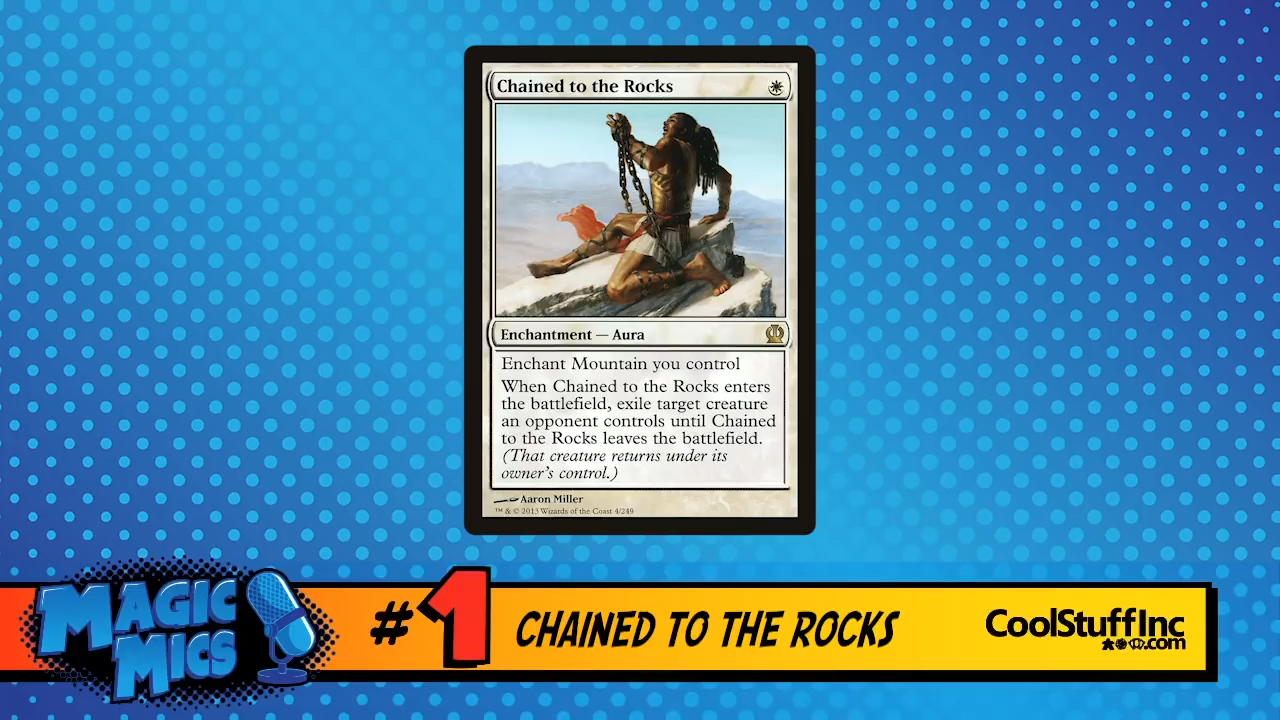 Chained to the Rocks
Enchantment — Aura
Enchant Mountain you control
When Chained to the Rocks enters
the battlefield, exile target creature
an opponent controls until Chained
to the Rocks leaves the battlefield.
(That creature returns under its
owner's control.)
Aaron Miller
™ & © 2013 Wizards of the Coast 4/249
MAGIC
MICS
#1
CHAINED TO THE ROCKS
CoolStuffInc
.com